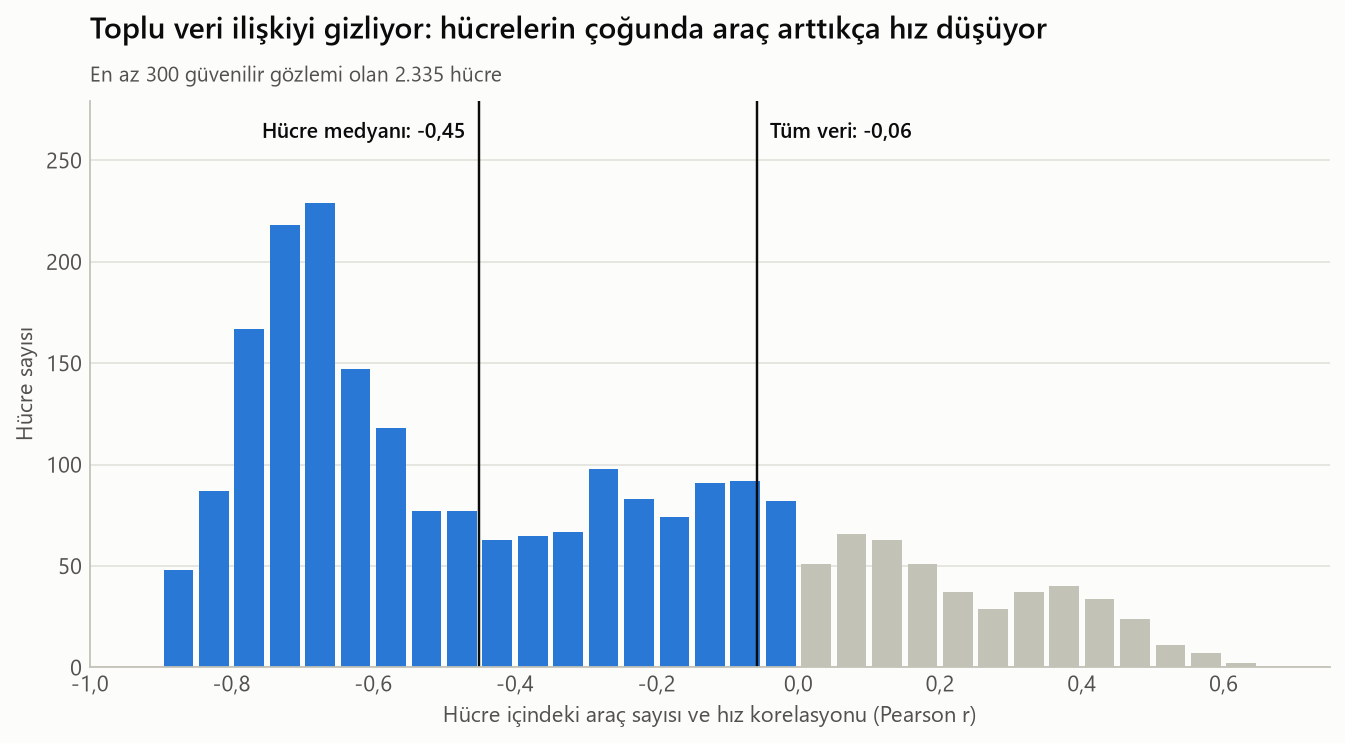 Toplu veri ilişkiyi gizliyor: hücrelerin çoğunda araç arttıkça hız düşüyor
En az 300 güvenilir gözlemi olan 2.335 hücre
Hücre medyanı: -0,45
Tüm veri: -0,06
Hücre sayısı
250
200
150
100
50
0
-1,0
-0,8
-0,6
-0,4
-0,2
0,0
0,2
0,4
0,6
Hücre içindeki araç sayısı ve hız korelasyonu (Pearson r)